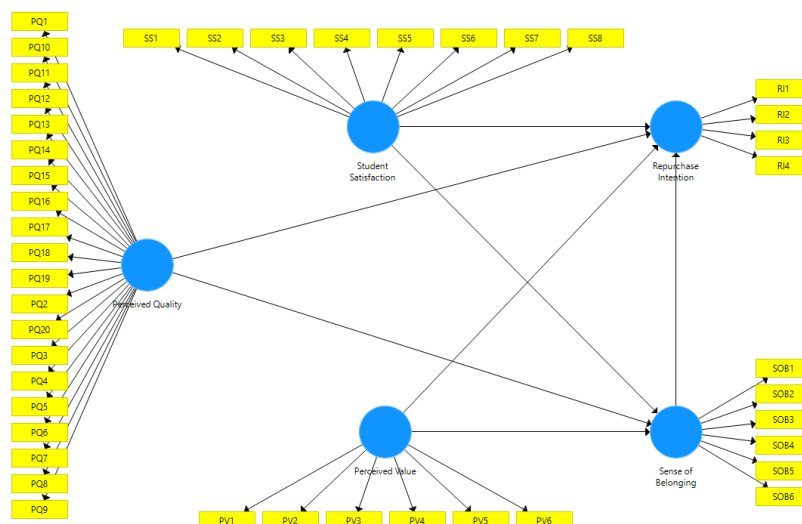 PQ1
PQ10
PQ11
PQ12
PQ13
PQ14
PQ15
PQ16
PQ17
PQ18
PQ19
PQ2
PQ20
PQ3
PQ4
PQ5
PQ6
PQ7
PQ8
PQ9
SS1 SS2 SS3 SS4 SS5 SS6 SS7 SS8
Student
Satisfaction
Repurchase
Intention
RI1
RI2
RI3
RI4
Perceived Quality
Perceived Value
Sense of
Belonging
SOB1
SOB2
SOB3
SOB4
SOB5
SOB6
PV1 PV2 PV3 PV4 PV5 PV6